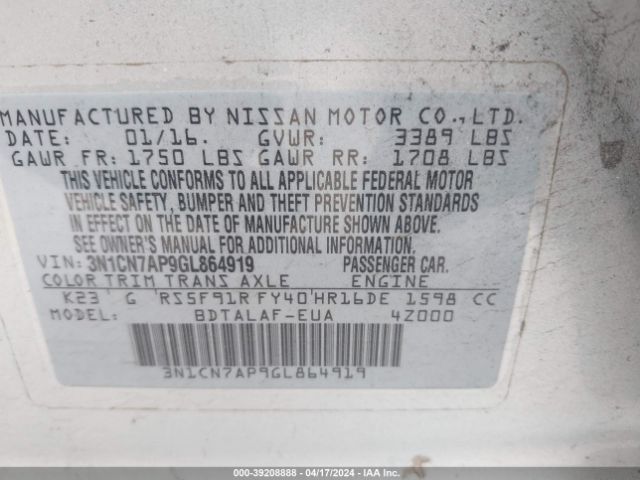 MANUFACTURED BY NISSAN MOTOR CO.,LTD.
DATE: 01/16. GVWR: 3389 LBS
GAWR FR: 1750 LBS GAWR RR: 1708 LBS
THIS VEHICLE CONFORMS TO ALL APPLICABLE FEDERAL MOTOR
VEHICLE SAFETY, BUMPER AND THEFT PREVENTION STANDARDS
IN EFFECT ON THE DATE OF MANUFACTURE SHOWN ABOVE.
SEE OWNER'S MANUAL FOR ADDITIONAL INFORMATION.
VIN: 3N1CN7AP9GL864919 PASSENGER CAR.
COLOR TRIM TRANS AXLE ENGINE
K23 G RS5F91R FY40 HR16DE 1598 CC
MODEL: BDTALAF-EUA 4Z000
3N1CN7AP9GL864919
000-39208888 - 04/17/2024 - IAA Inc.